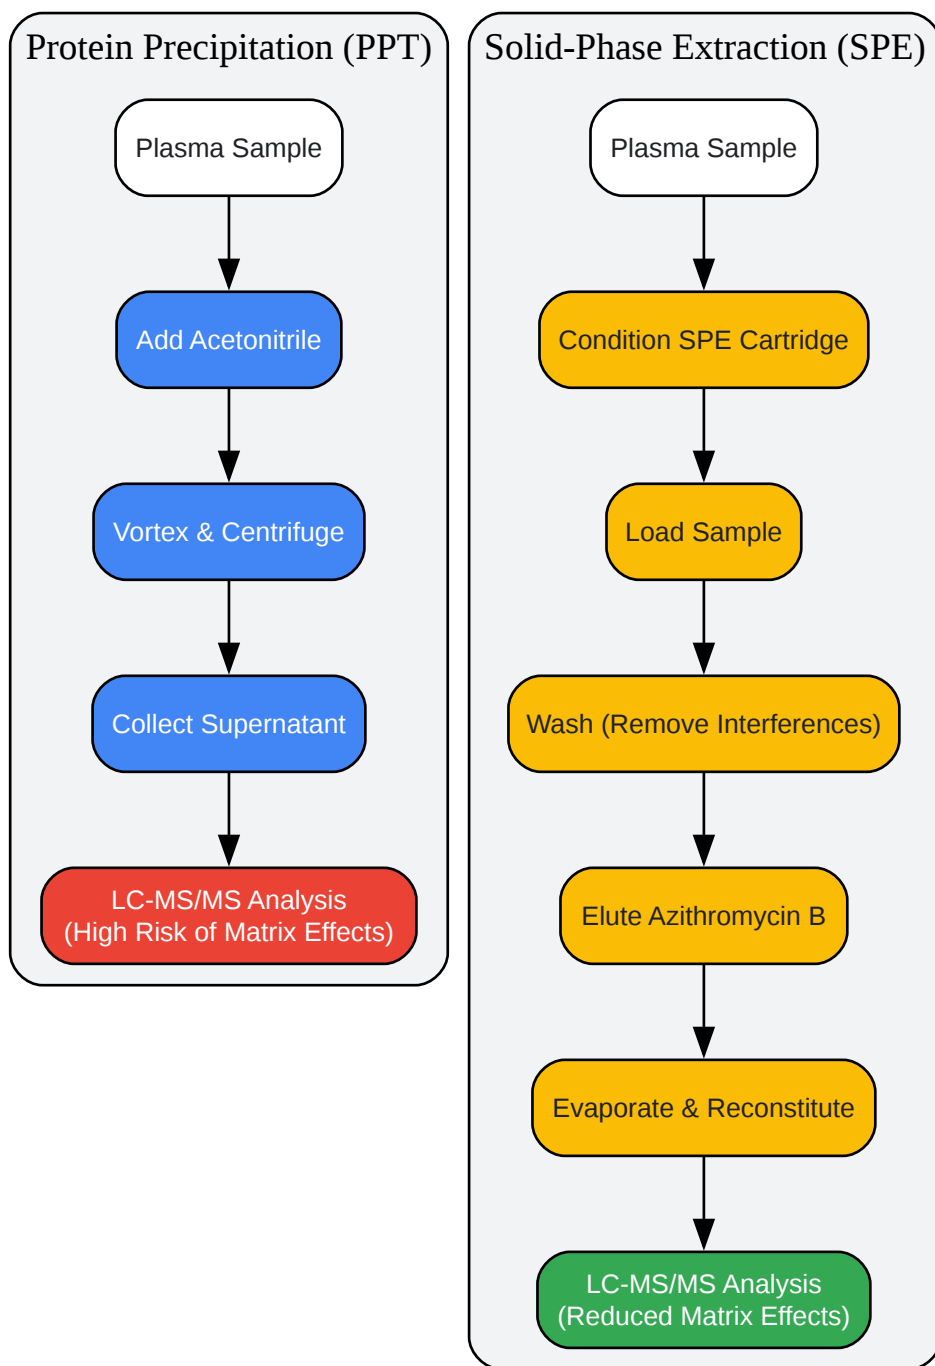 Protein Precipitation (PPT)
Plasma Sample
Add Acetonitrile
Vortex & Centrifuge
Collect Supernatant
LC-MS/MS Analysis
(High Risk of Matrix Effects)
Solid-Phase Extraction (SPE)
Plasma Sample
Condition SPE Cartridge
Load Sample
Wash (Remove Interferences)
Elute Azithromycin B
Evaporate & Reconstitute
LC-MS/MS Analysis
(Reduced Matrix Effects)